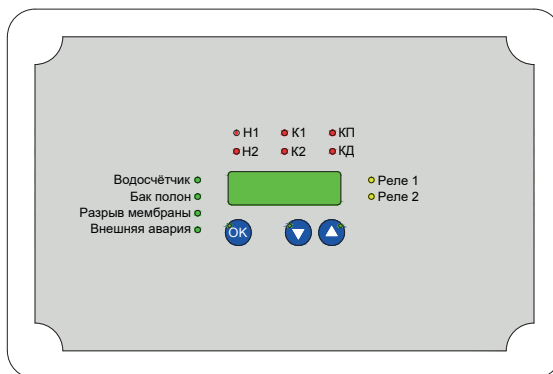 Н1 К1 КП
Н2 К2 КД
Водосчётчик
Бак полон
Разрыв мембраны
Внешняя авария
Реле 1
Реле 2
OK